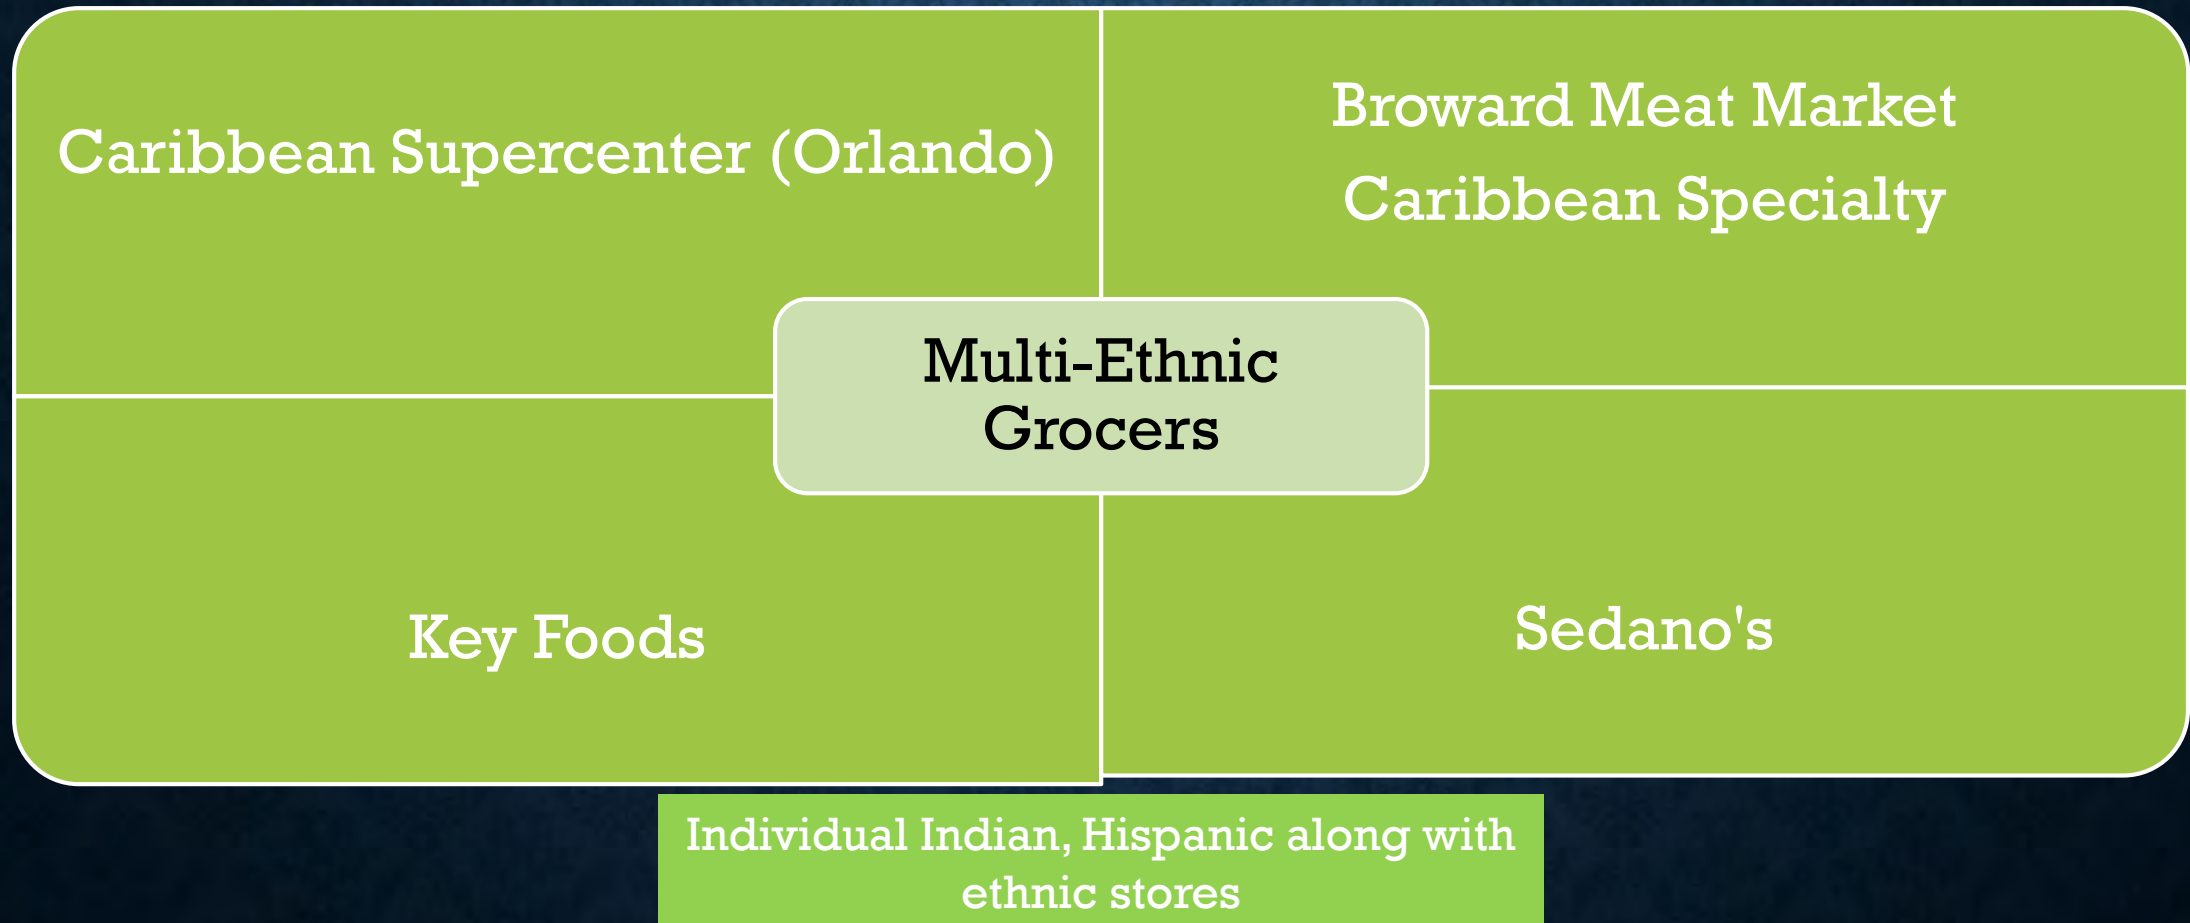 Caribbean Supercenter (Orlando)
Broward Meat Market
Caribbean Specialty
Multi-Ethnic
Grocers
Key Foods
Sedano's
Individual Indian, Hispanic along with
ethnic stores